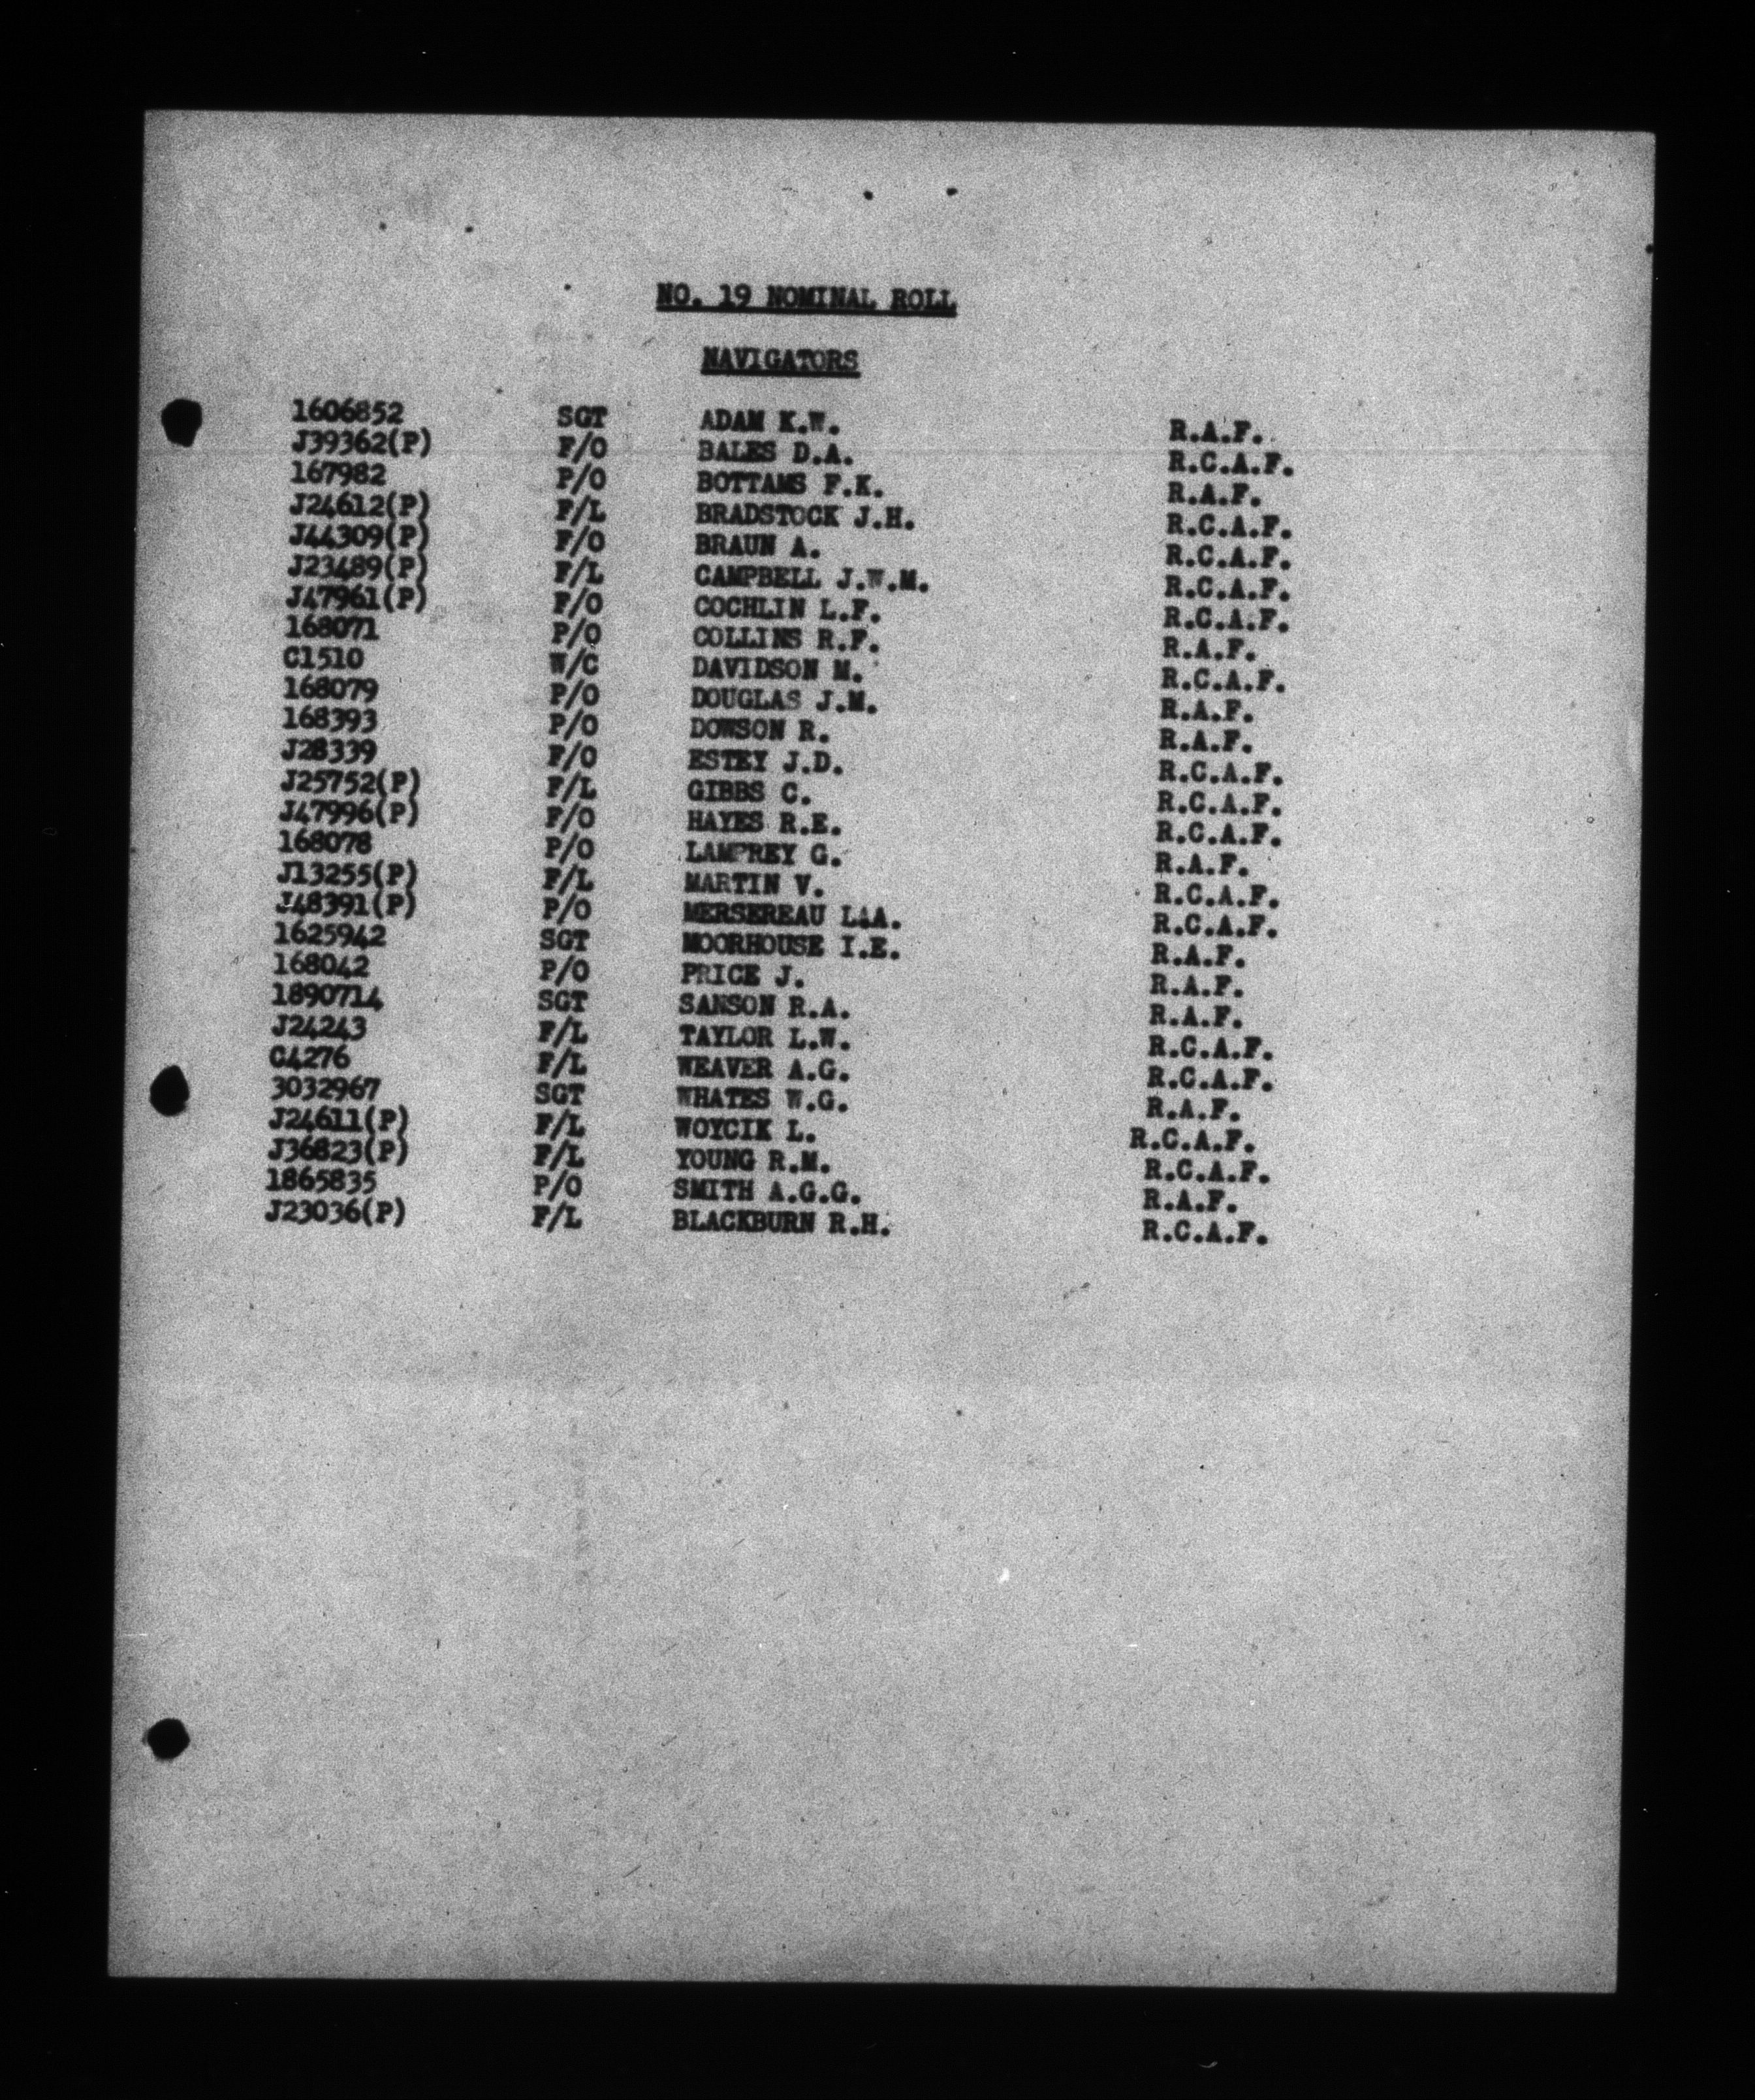 NO. 19 NOMINAL ROLL
NAVIGATORS
1606852 SGT ADAM K.W. R.A.F.
J39362(P) F/O BALES D.A. R.C.A.F.
167982 P/O BOTTAMS F.K. R.A.F.
J24612(P) F/L BRADSTOCK J.H. R.C.A.F.
J44309(P) F/O BRAUN A. R.C.A.F.
J23489(P) F/L CAMPBELL J.W.M. R.C.A.F.
J47961(P) F/O COCHLIN L.F. R.C.A.F.
168071 P/O COLLINS R.F. R.A.F.
C1510 W/C DAVIDSON M. R.C.A.F.
168079 P/O DOUGLAS J.M. R.A.F.
168393 P/O DOWSON R. R.A.F.
J28339 F/O ESTEY J.D. R.C.A.F.
J25752(P) F/L GIBBS C. R.C.A.F.
J47996(P) F/O HAYES R.E. R.C.A.F.
168078 P/O LAMPREY G. R.A.F.
J13255(P) F/L MARTIN V. R.C.A.F.
J48391(P) P/O MERSEREAU L.A. R.C.A.F.
1625942 SGT MOORHOUSE I.E. R.A.F.
168042 P/O PRICE J. R.A.F.
1890714 SGT SANSON R.A. R.A.F.
J24243 F/L TAYLOR L.W. R.C.A.F.
C4276 F/L WEAVER A.G. R.C.A.F.
3032967 SGT WHATES W.G. R.A.F.
J24611(P) F/L WOYCIK L. R.C.A.F.
J36823(P) F/L YOUNG R.M. R.C.A.F.
1865835 P/O SMITH A.G.G. R.A.F.
J23036(P) F/L BLACKBURN R.H. R.C.A.F.